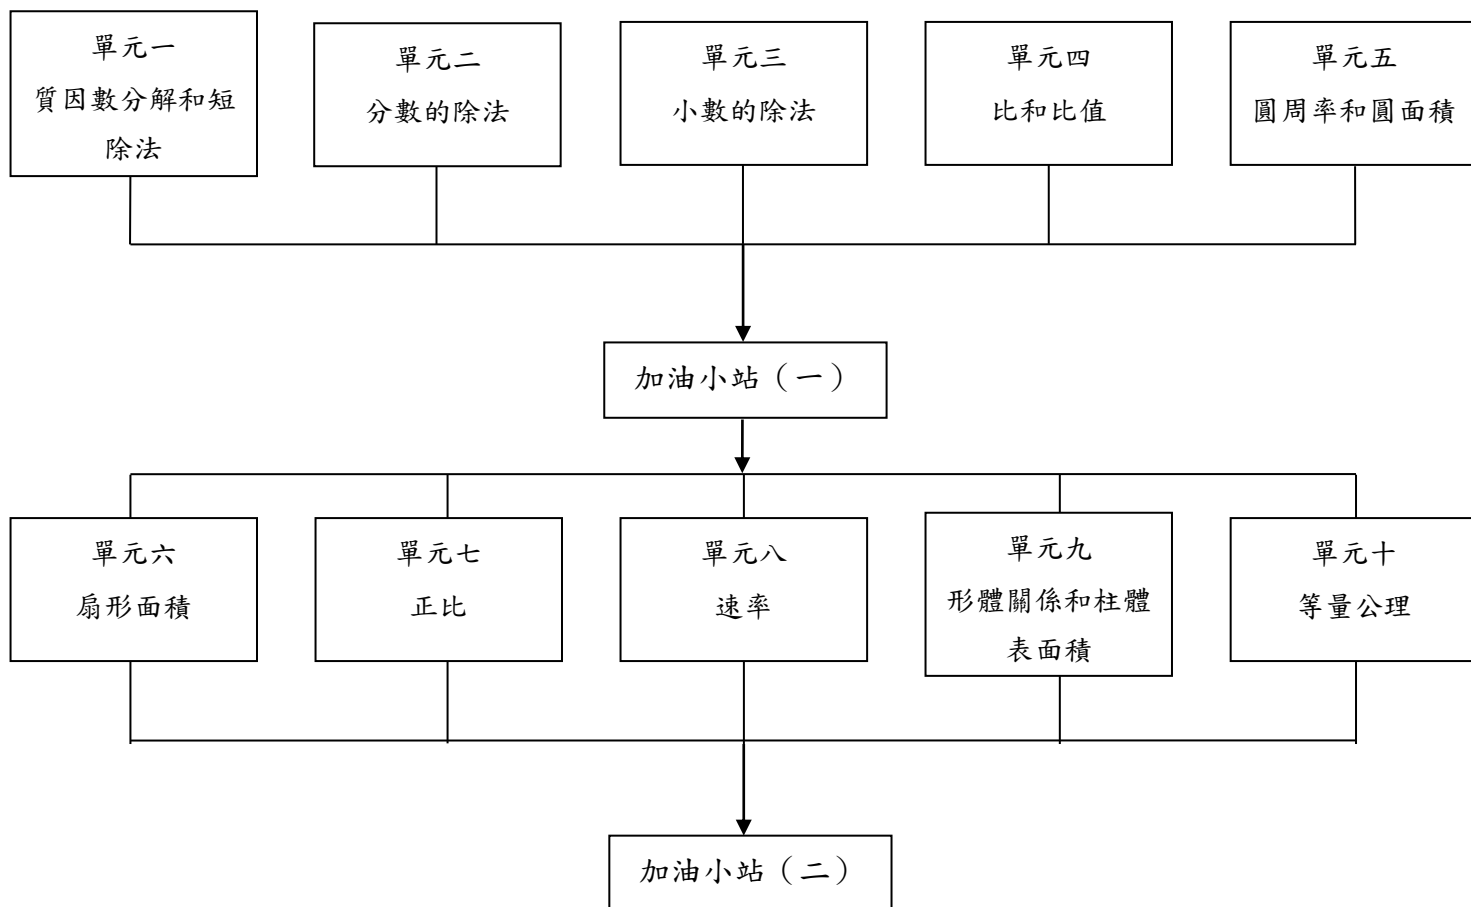 單元一
質因數分解和短
除法
單元二
分數的除法
單元三
小數的除法
單元四
比和比值
單元五
圓周率和圓面積
加油小站（一）
單元六
扇形面積
單元七
正比
單元八
速率
單元九
形體關係和柱體
表面積
單元十
等量公理
加油小站（二）